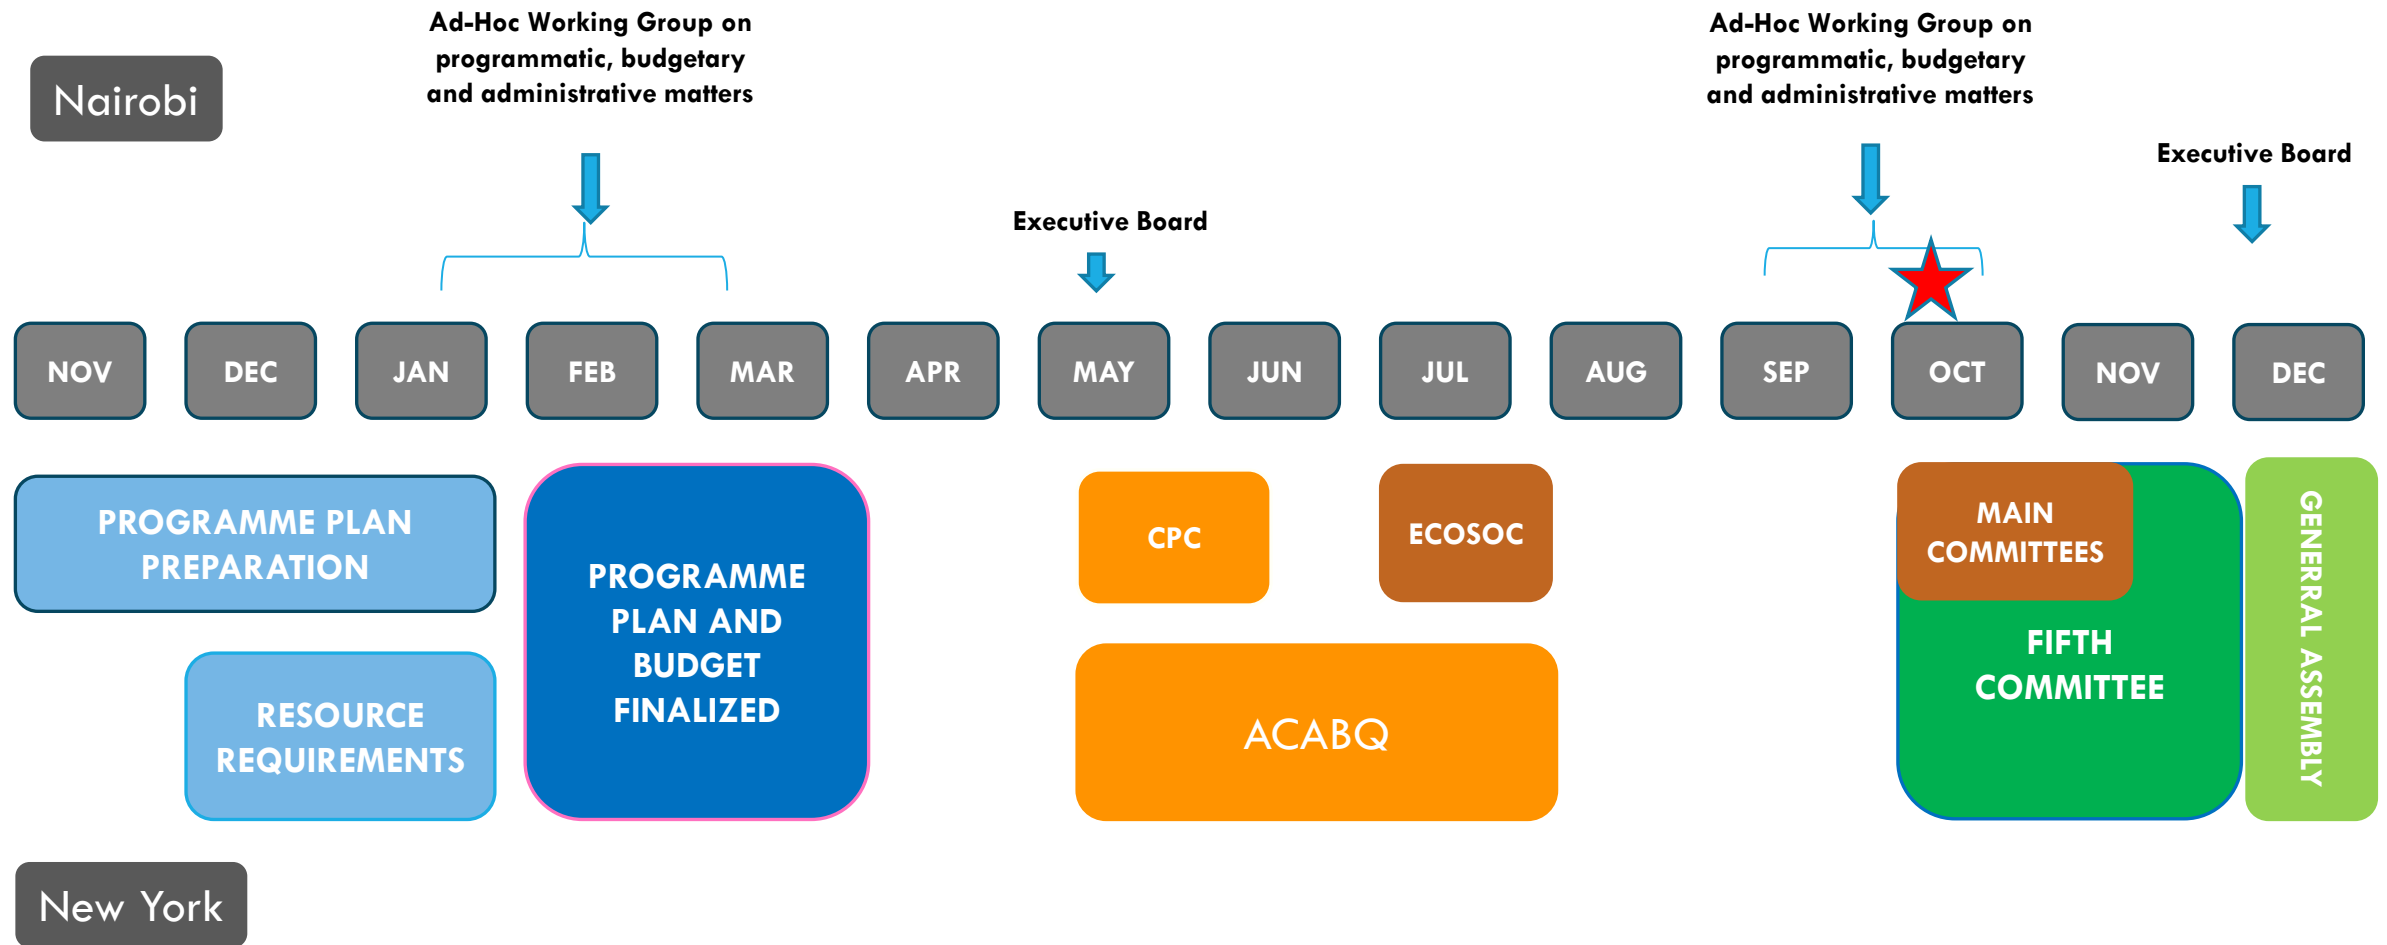 Nairobi
Ad-Hoc Working Group on
programmatic, budgetary
and administrative matters
Executive Board
Ad-Hoc Working Group on
programmatic, budgetary
and administrative matters
Executive Board
NOV
DEC
JAN
FEB
MAR
APR
MAY
JUN
JUL
AUG
SEP
OCT
NOV
DEC
PROGRAMME PLAN
PREPARATION
RESOURCE
REQUIREMENTS
PROGRAMME
PLAN AND
BUDGET
FINALIZED
CPC
ECOSOC
ACABQ
MAIN
COMMITTEES
FIFTH
COMMITTEE
GENERAL ASSEMBLY
New York